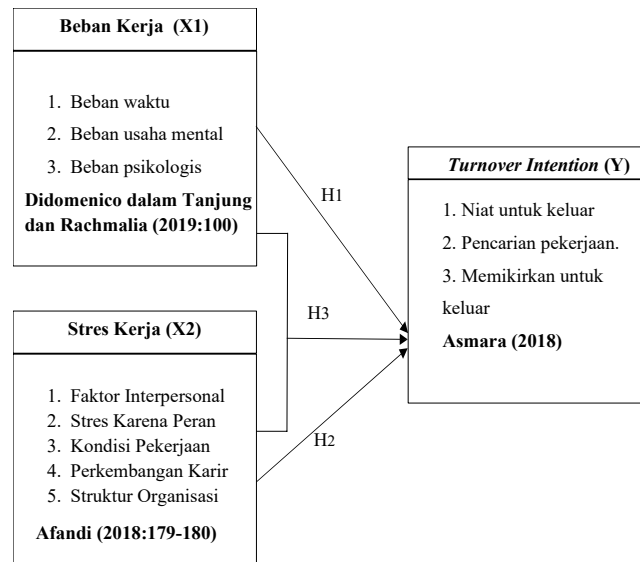 Beban Kerja (X1)
1. Beban waktu
2. Beban usaha mental
3. Beban psikologis
Didomenico dalam Tanjung
dan Rachmalia (2019:100)
H1
Turnover Intention (Y)
1. Niat untuk keluar
2. Pencarian pekerjaan.
3. Memikirkan untuk
keluar
Asmara (2018)
H3
Stres Kerja (X2)
1. Faktor Interpersonal
2. Stres Karena Peran
3. Kondisi Pekerjaan
4. Perkembangan Karir
5. Struktur Organisasi
Afandi (2018:179-180)
H2